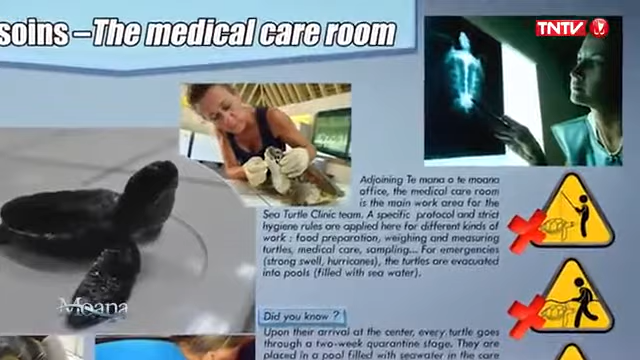 TNTV
soins – The medical care room
Adjoining Te mana o te moana
office, the medical care room
is the main work area for the
Sea Turtle Clinic team. A specific protocol and strict
hygiene rules are applied here for different kinds of
work : food preparation, weighing and measuring
turtles, medical care, sampling... For emergencies
(strong swell, hurricanes), the turtles are evacuated
into pools (filled with sea water).
Did you know ?
Upon their arrival at the center, every turtle goes
through a two-week quarantine stage. They are
placed in a pool filled with seawater in the care
Moana